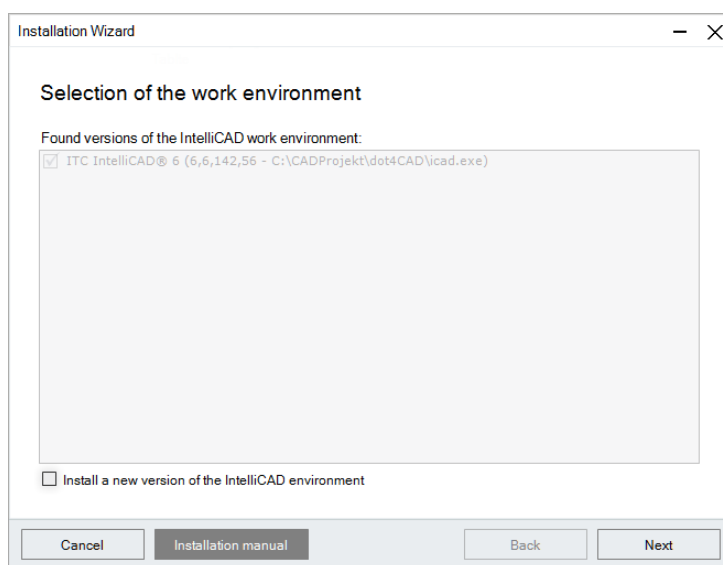 Installation Wizard
Selection of the work environment
Found versions of the IntelliCAD work environment:
ITC IntelliCAD® 6 (6,6,142,56 - C:\CADProjekt\dot4CAD\icad.exe)
Install a new version of the IntelliCAD environment
Cancel Installation manual Back Next